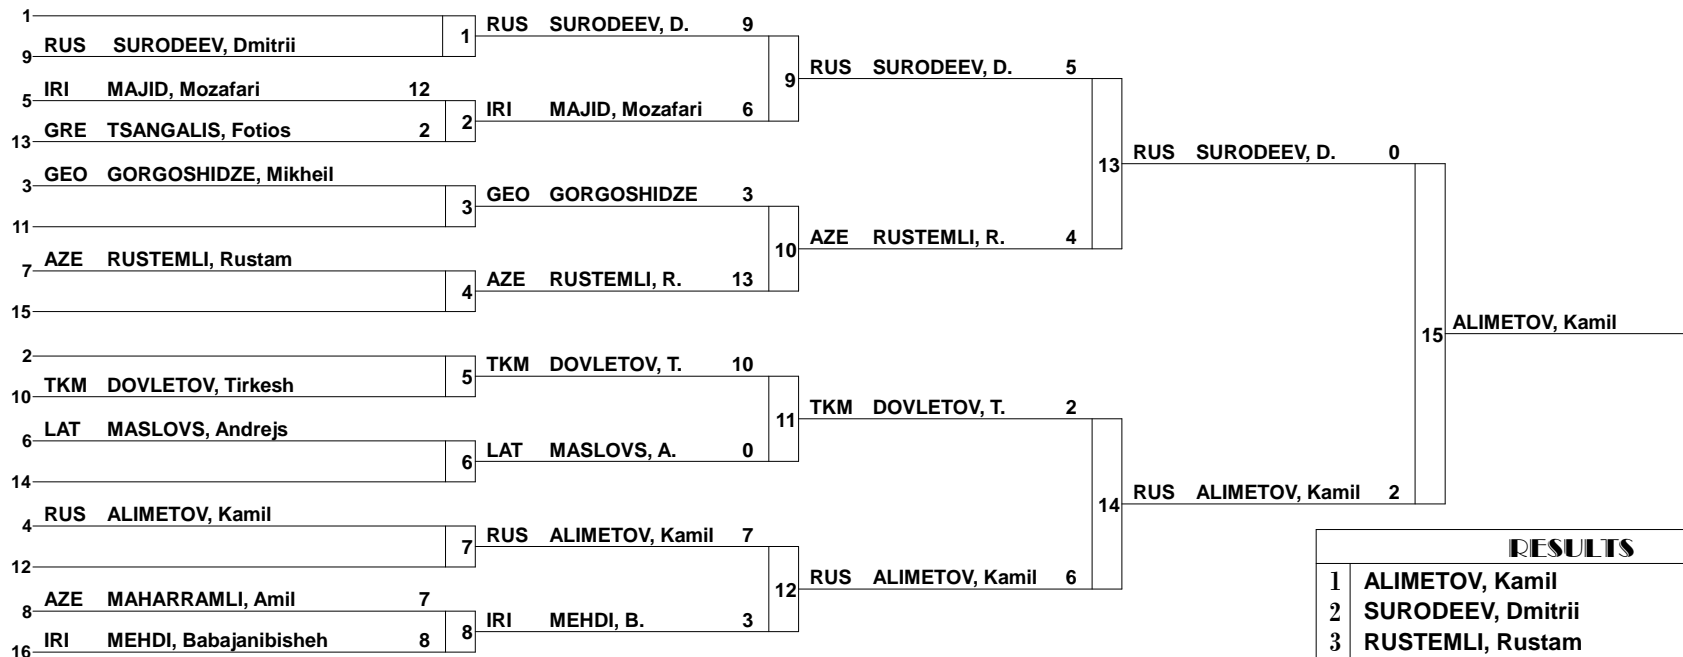 1
RUS SURODEEV, Dmitrii
9
1
RUS SURODEEV, D. 9
IRI MAJID, Mozafari 12
5
GRE TSANGALIS, Fotios 2
13
2
IRI MAJID, Mozafari 6
9
RUS SURODEEV, D. 5
GEO GORGOSHIDZE, Mikheil
3
11
3
GEO GORGOSHIDZE 3
AZE RUSTEMLI, Rustam
7
15
4
AZE RUSTEMLI, R. 13
10
AZE RUSTEMLI, R. 4
13
RUS SURODEEV, D. 0
2
TKM DOVLETOV, Tirkesh
10
5
TKM DOVLETOV, T. 10
LAT MASLOVS, Andrejs
6
14
6
LAT MASLOVS, A. 0
11
TKM DOVLETOV, T. 2
RUS ALIMETOV, Kamil
4
12
7
RUS ALIMETOV, Kamil 7
AZE MAHARRAMLI, Amil 7
8
IRI MEHDI, Babajanibisheh 8
16
8
IRI MEHDI, B. 3
12
RUS ALIMETOV, Kamil 6
14
RUS ALIMETOV, Kamil 2
15
ALIMETOV, Kamil
RESULTS
1 ALIMETOV, Kamil
2 SURODEEV, Dmitrii
3 RUSTEMLI, Rustam